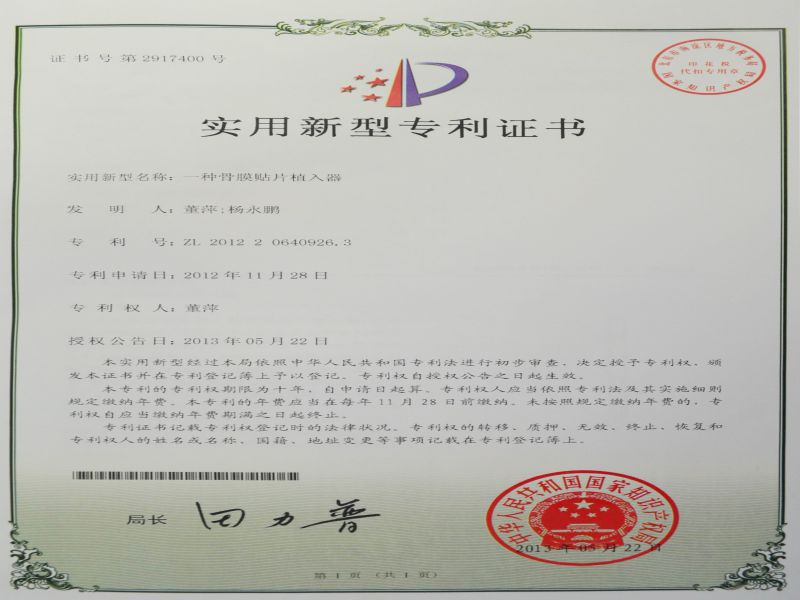 证书号第2917400号
印花税
代扣专用章
实用新型专利证书
实用新型名称：一种骨膜贴片植入器
发 明 人：董萍;杨永鹏
专 利 号：ZL 2012 2 0640926.3
专利申请日：2012年11月28日
专 利 权 人：董萍
授权公告日：2013年05月22日
本实用新型经过本局依照中华人民共和国专利法进行初步审查，决定授予专利权，颁
发本证书并在专利登记簿上予以登记。专利权自授权公告之日起生效。
本专利的专利权期限为十年，自申请日起算。专利权人应当依照专利法及其实施细则
规定缴纳年费。本专利的年费应当在每年11月28日前缴纳。未按照规定缴纳年费的，专
利权自应当缴纳年费期满之日起终止。
专利证书记载专利权登记时的法律状况。专利权的转移、质押、无效、终止、恢复和
专利权人的姓名或名称、国籍、地址变更等事项记载在专利登记簿上。
局长 田力普
中华人民共和国国家知识产权局
2013年05月22日
第1页（共1页）